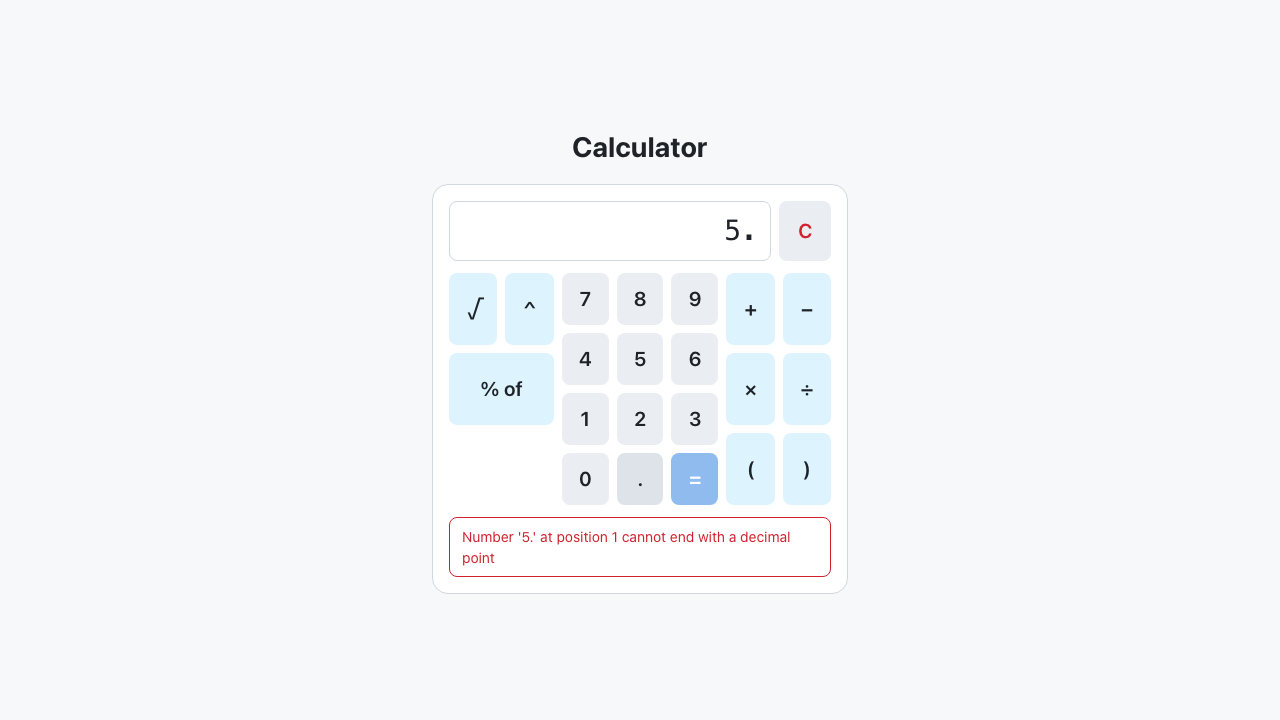 Calculator
5.
C
√ ^ 7 8 9 + −
% of 4 5 6 × ÷
1 2 3 ( )
0 . =
Number '5.' at position 1 cannot end with a decimal
point